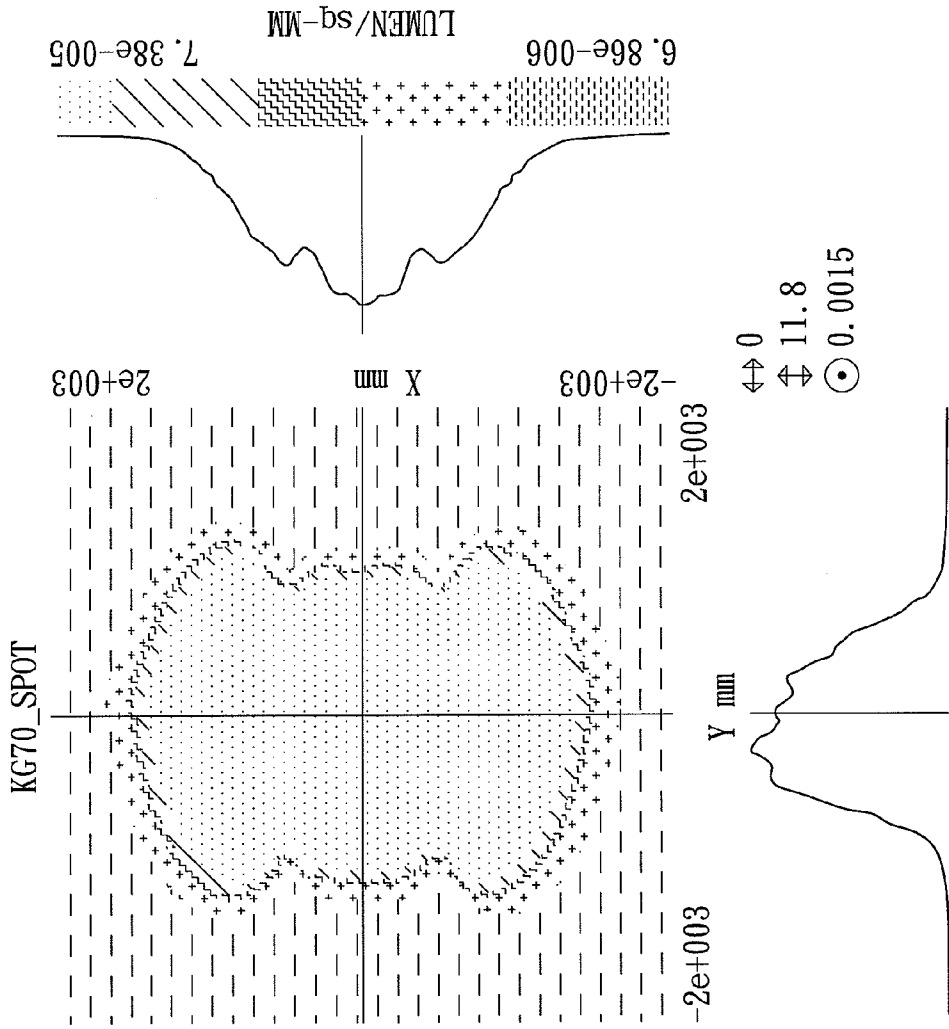 KG70_SPOT
7.38e-005
LUMEN/sq-MM
6.86e-006
2e+003
X mm
-2e+003
-2e+003
Y mm
2e+003
0
11.8
0.0015